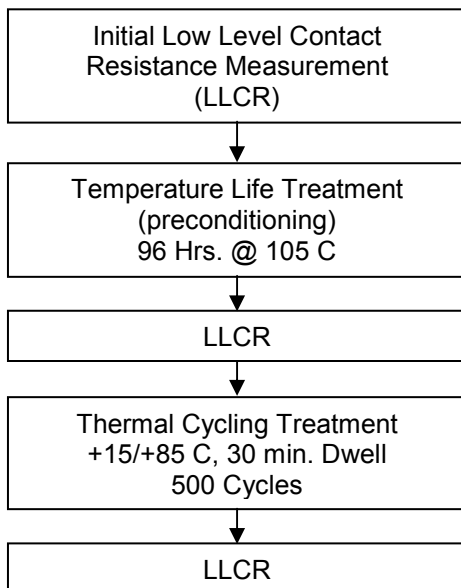 Initial Low Level Contact
Resistance Measurement
(LLCR)
Temperature Life Treatment
(preconditioning)
96 Hrs. @ 105 C
LLCR
Thermal Cycling Treatment
+15/+85 C, 30 min. Dwell
500 Cycles
LLCR